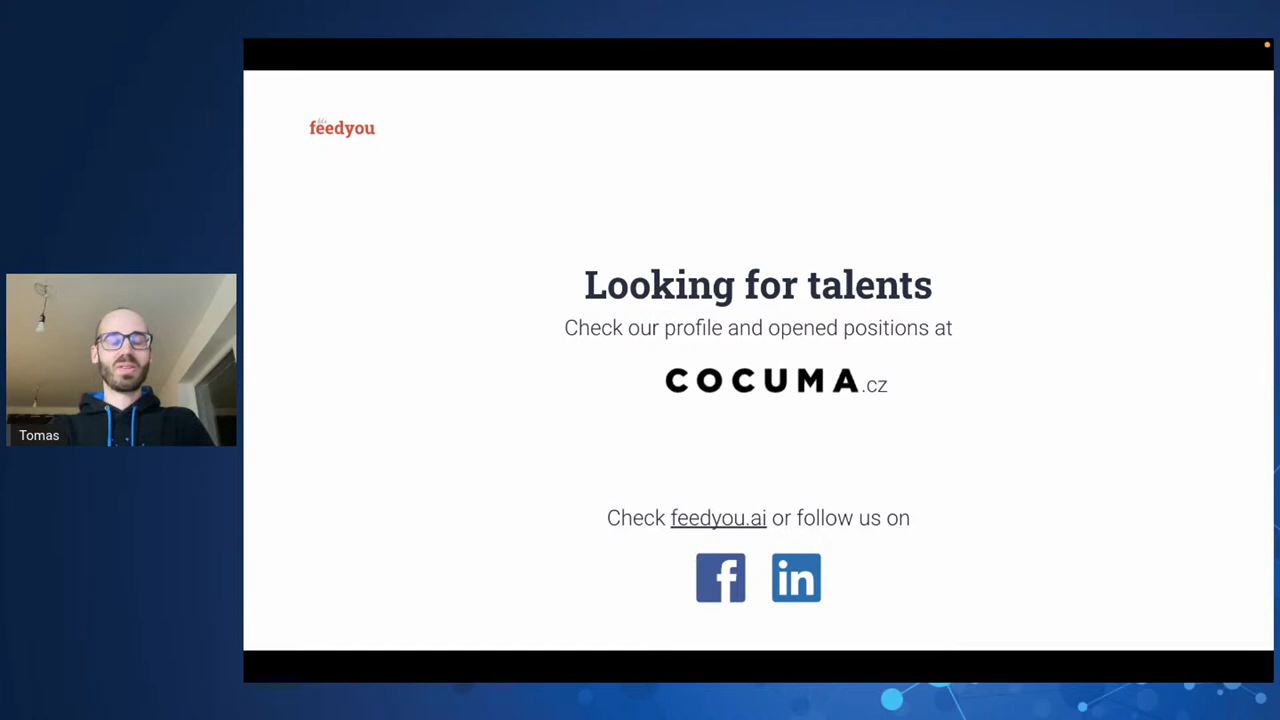 feedyou
Looking for talents
Check our profile and opened positions at
COCUMA.cz
Tomas
Check feedyou.ai or follow us on
f in